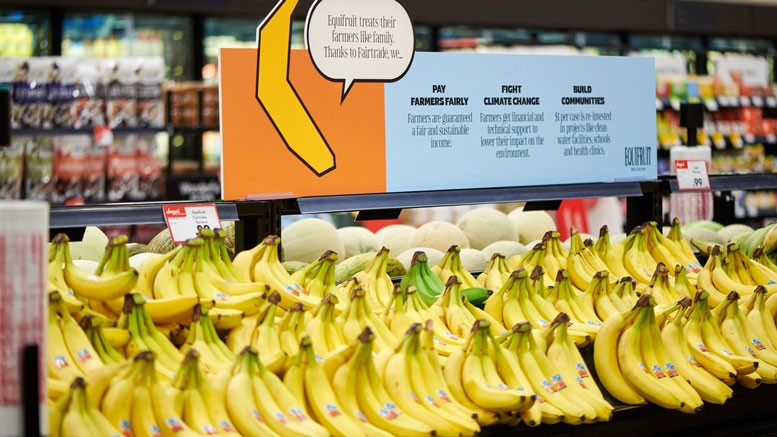 Equifruit treats their
farmers like family.
Thanks to Fairtrade, we...
PAY
FARMERS FAIRLY
Farmers are guaranteed
a fair and sustainable
income.
FIGHT
CLIMATE CHANGE
Farmers get financial and
technical support to
lower their impact on the
environment.
BUILD
COMMUNITIES
$1 per case is re-invested
in projects like clean
water facilities, schools
and health clinics.
EQUIFRUIT
.99